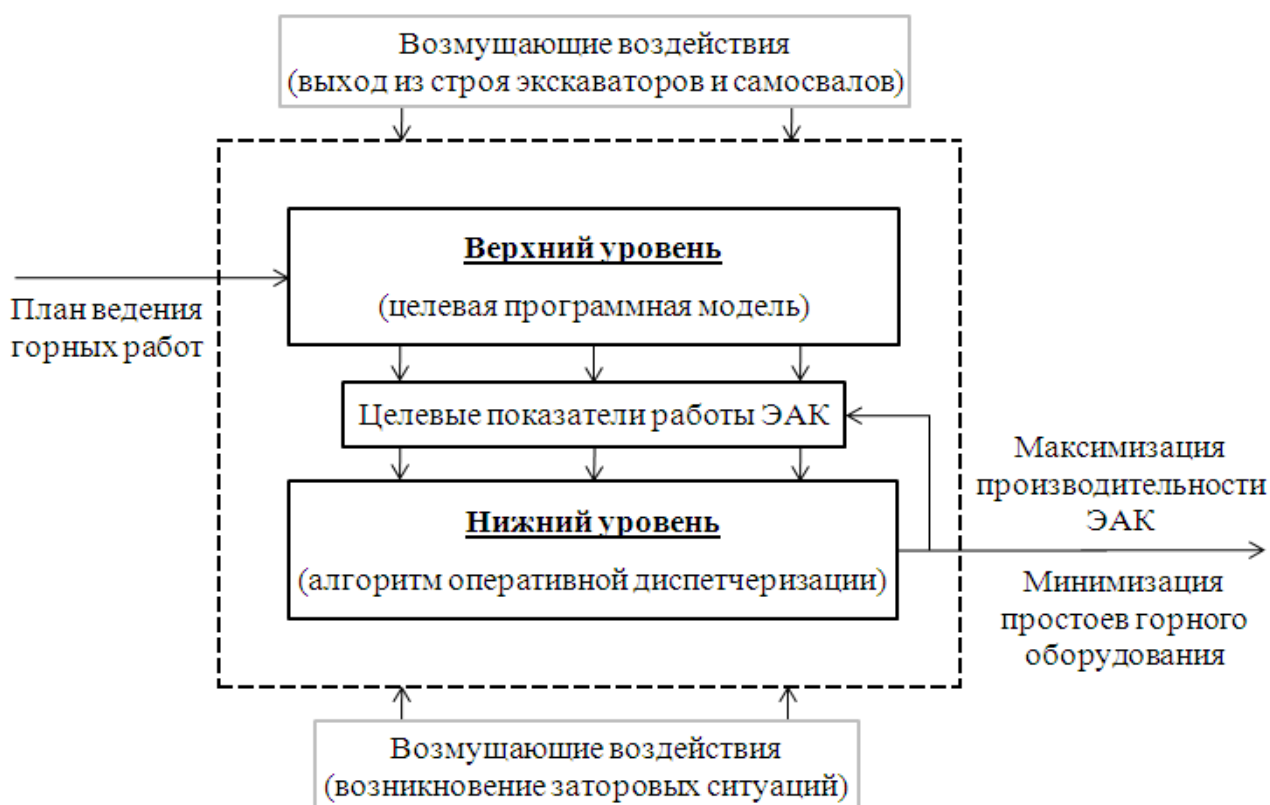 Возмущающие воздействия
(выход из строя экскаваторов и самосвалов)
Верхний уровень
(целевая программная модель)
План ведения
горных работ
Целевые показатели работы ЭАК
Нижний уровень
(алгоритм оперативной диспетчеризации)
Максимизация
производительности
ЭАК
Минимизация
простоев горного
оборудования
Возмущающие воздействия
(возникновение заторовых ситуаций)